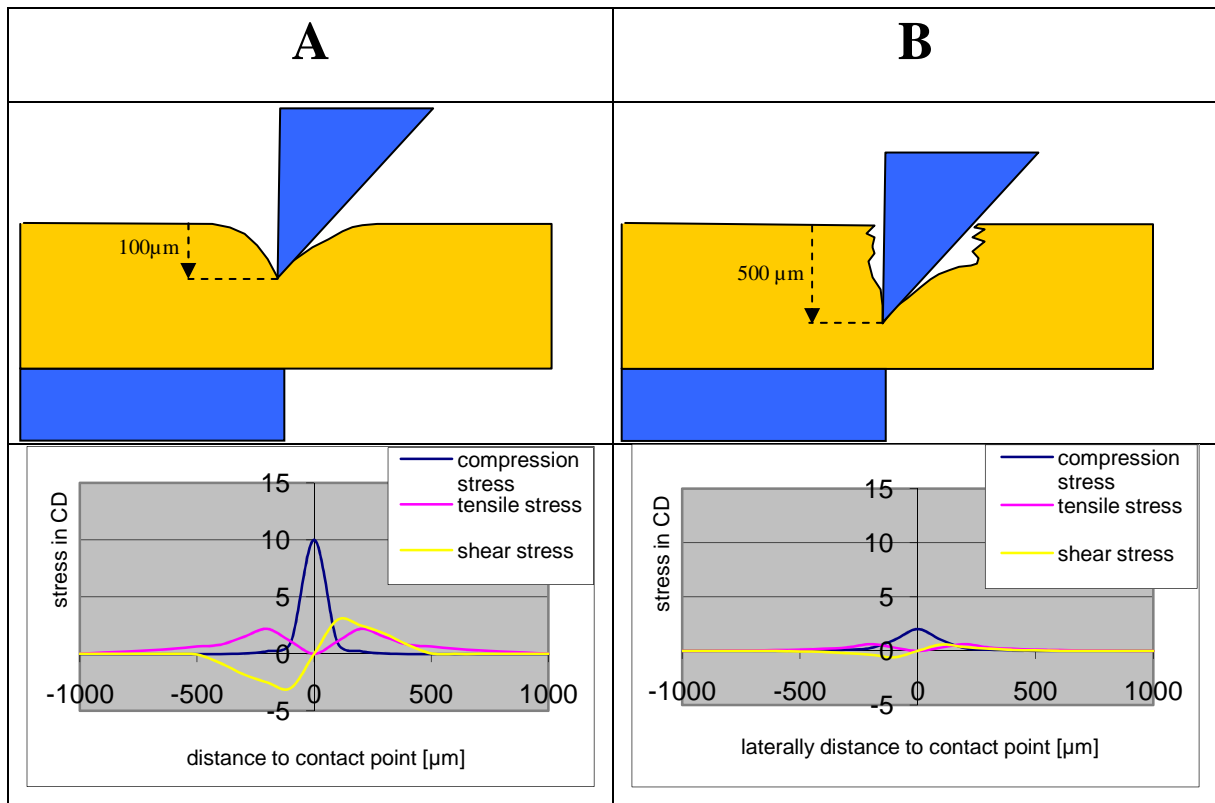 A
B
100µm
500 µm
compression
stress
tensile stress
shear stress
stress in CD
15
10
5
0
-5
-1000
-500
0
500
1000
distance to contact point [µm]
compression
stress
tensile stress
shear stress
stress in CD
15
10
5
0
-5
-1000
-500
0
500
1000
laterally distance to contact point [µm]